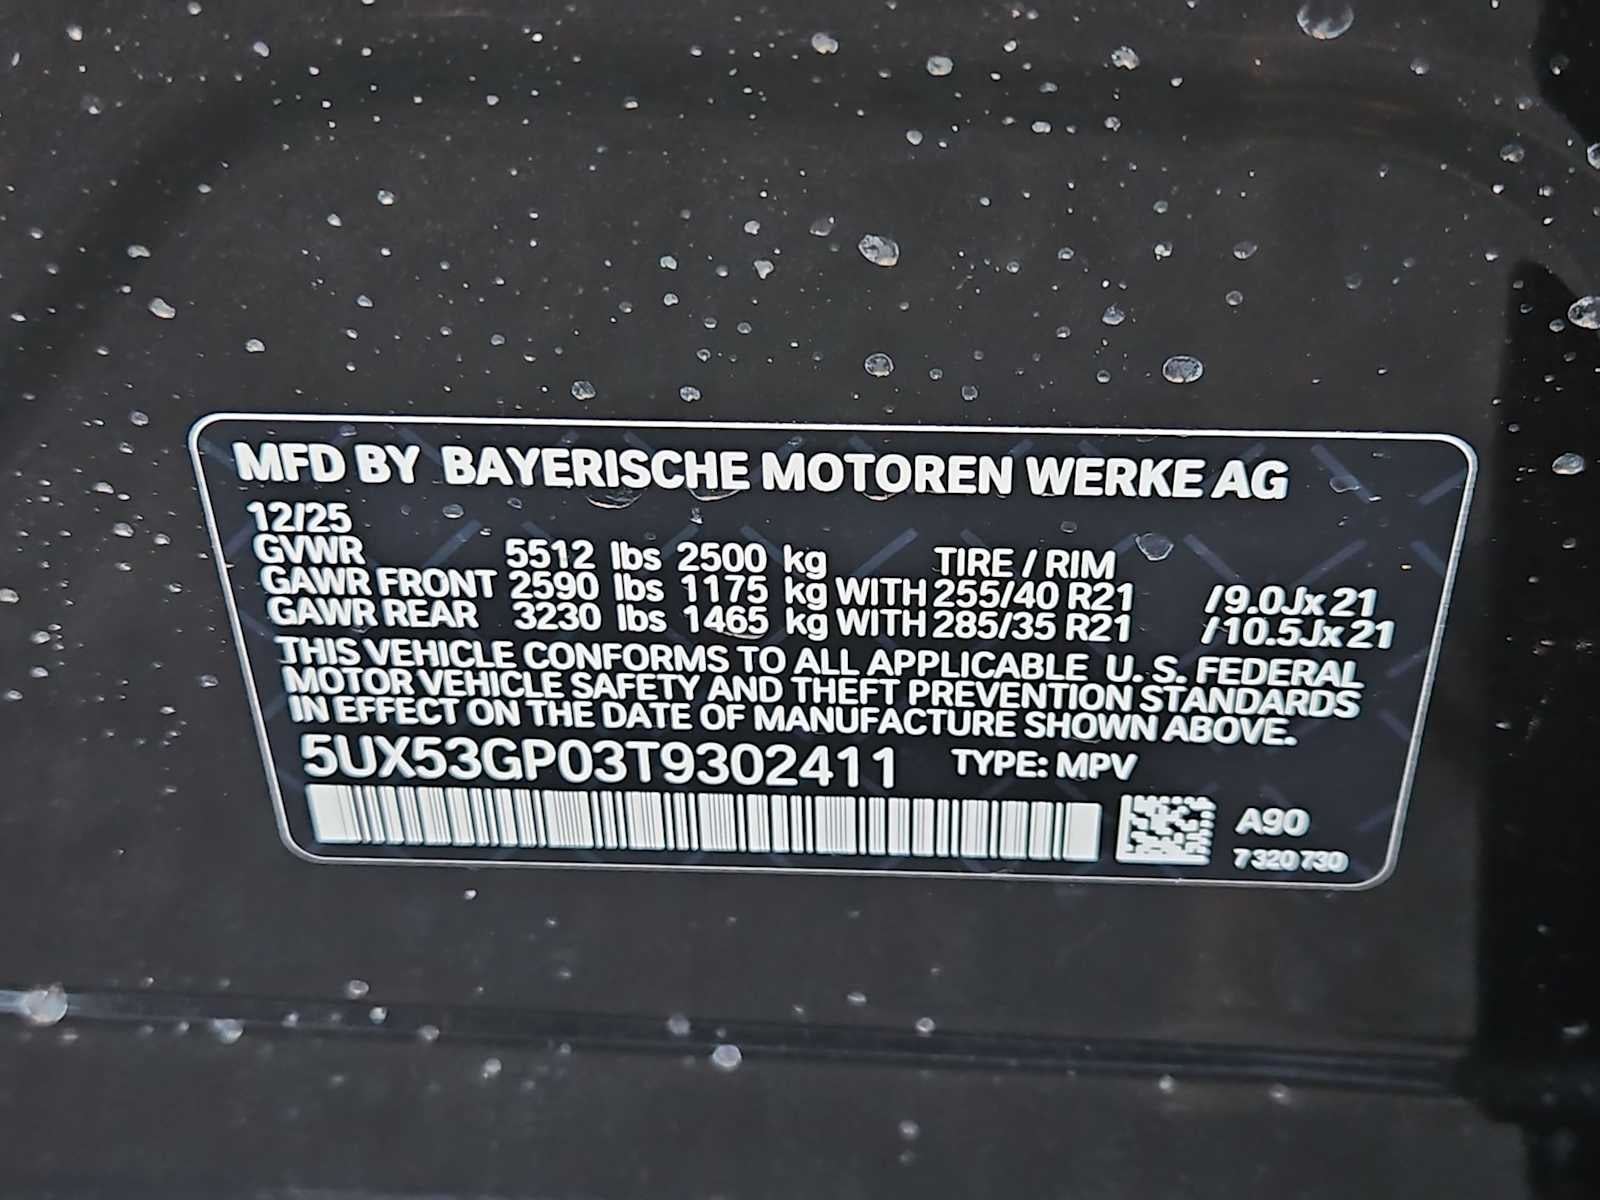 MFD BY BAYERISCHE MOTOREN WERKE AG
12/25
GVWR 5512 lbs 2500 kg TIRE / RIM
GAWR FRONT 2590 lbs 1175 kg WITH 255/40 R21 /9.0Jx21
GAWR REAR 3230 lbs 1465 kg WITH 285/35 R21 /10.5Jx21
THIS VEHICLE CONFORMS TO ALL APPLICABLE U.S. FEDERAL
MOTOR VEHICLE SAFETY AND THEFT PREVENTION STANDARDS
IN EFFECT ON THE DATE OF MANUFACTURE SHOWN ABOVE.
5UX53GP03T9302411 TYPE: MPV
A90
7 320 730